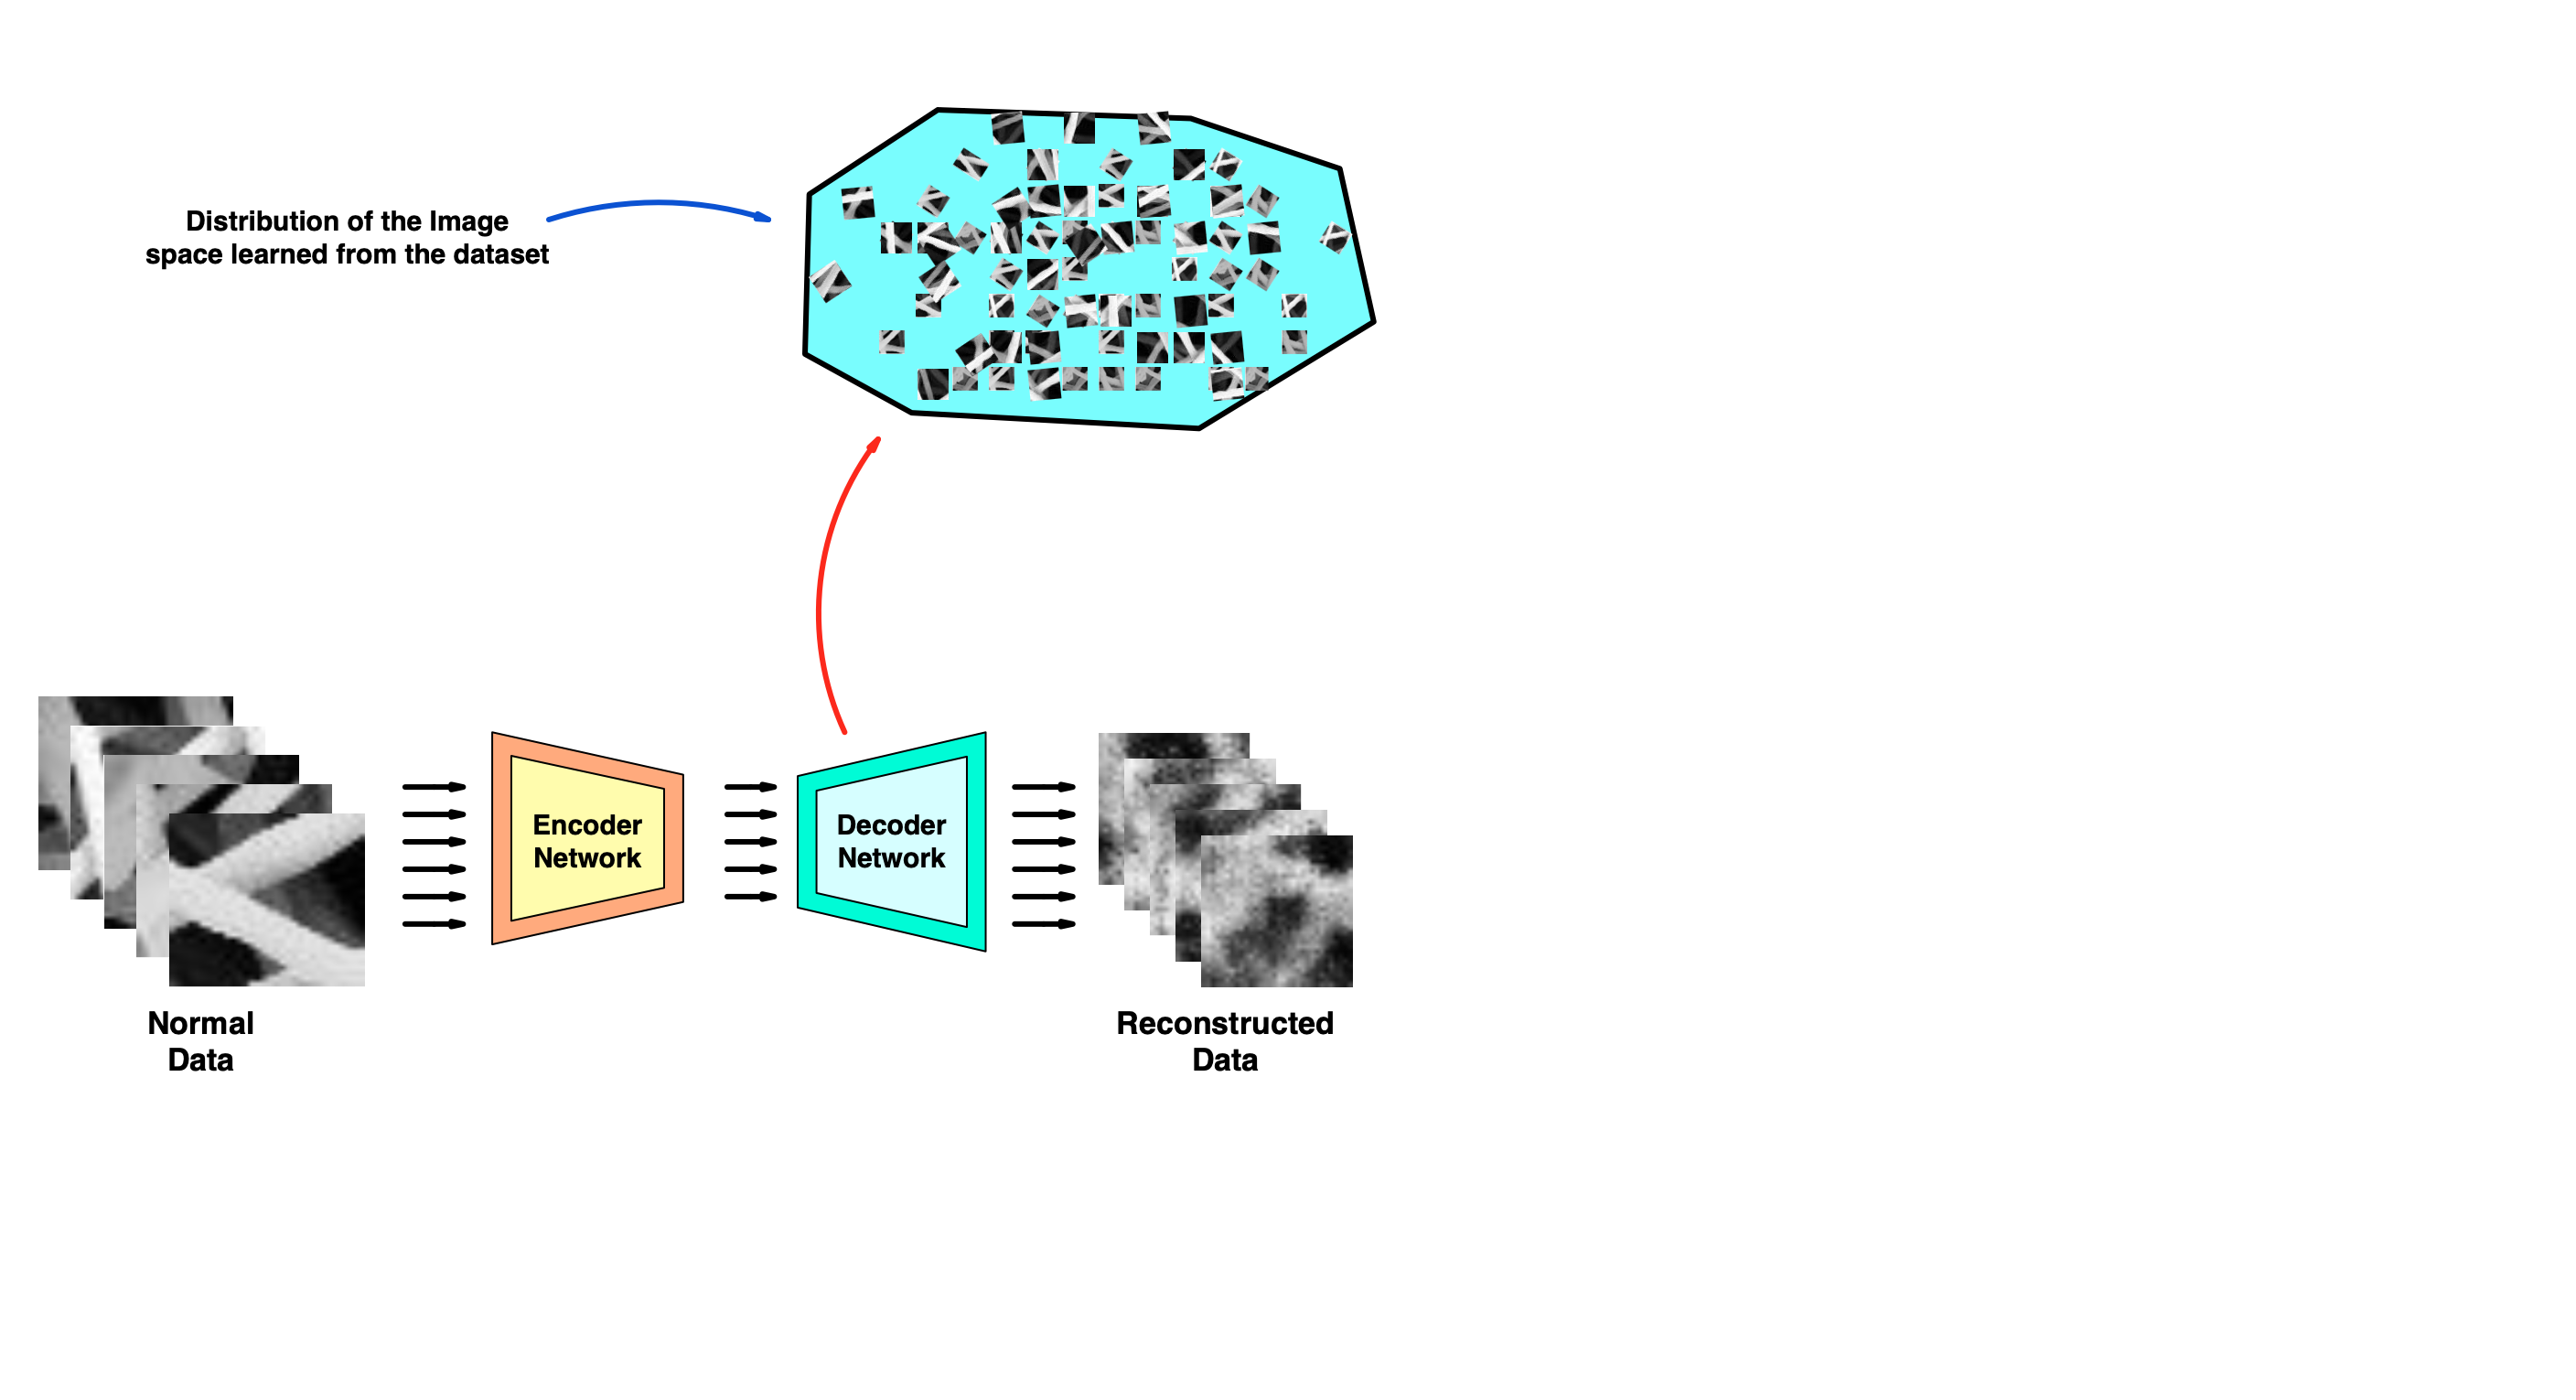 Distribution of the Image
space learned from the dataset
Encoder
Network
Decoder
Network
Normal
Data
Reconstructed
Data